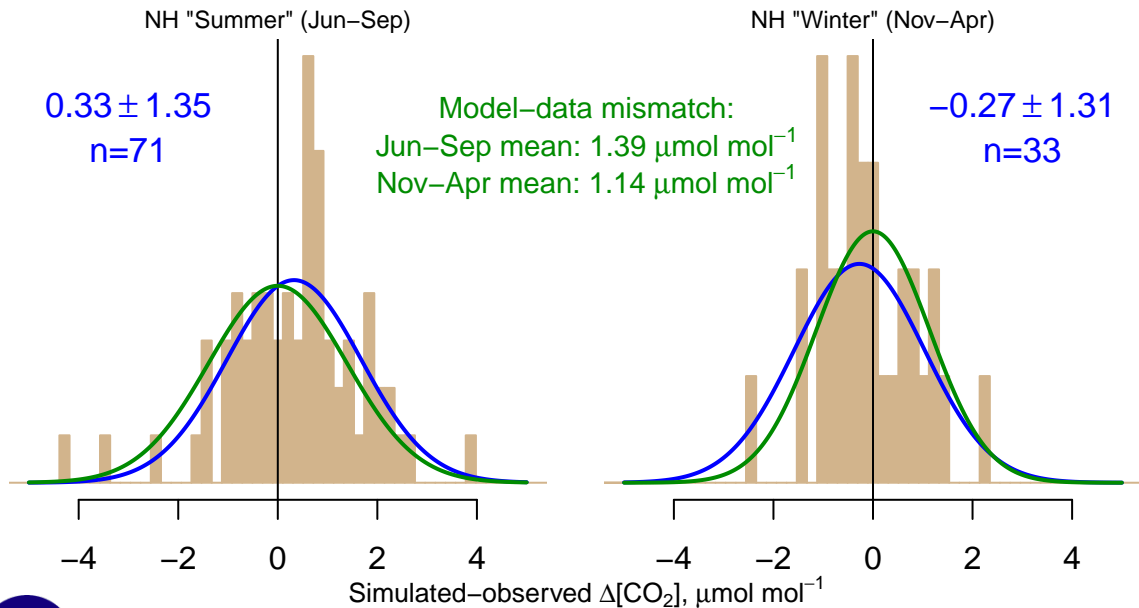 NH "Summer" (Jun−Sep)
NH "Winter" (Nov−Apr)
0.33 ± 1.35
n=71
Model−data mismatch:
Jun−Sep mean: 1.39 μmol mol⁻¹
Nov−Apr mean: 1.14 μmol mol⁻¹
−0.27 ± 1.31
n=33
−4 −2 0 2 4
−4 −2 0 2 4
Simulated−observed Δ[CO₂], μmol mol⁻¹